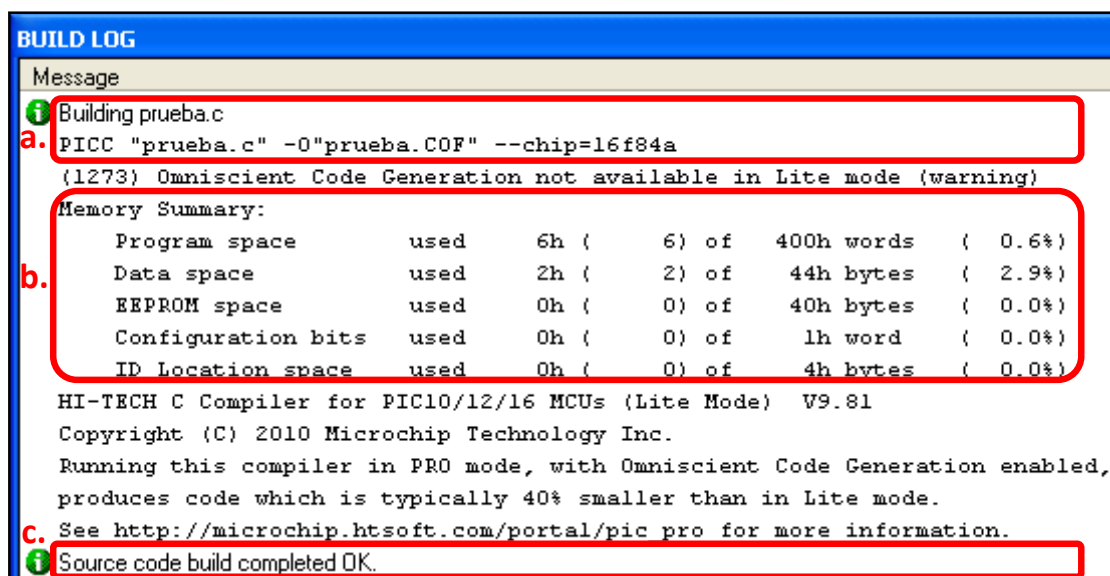 BUILD LOG
Message
Building prueba.c
a. PICC "prueba.c" -O"prueba.COF" --chip=16f84a
(1273) Omniscient Code Generation not available in Lite mode (warning)
Memory Summary:
Program space used 6h ( 6) of 400h words ( 0.6%)
b. Data space used 2h ( 2) of 44h bytes ( 2.9%)
EEPROM space used 0h ( 0) of 40h bytes ( 0.0%)
Configuration bits used 0h ( 0) of 1h word ( 0.0%)
ID Location space used 0h ( 0) of 4h bytes ( 0.0%)
HI-TECH C Compiler for PIC10/12/16 MCUs (Lite Mode) V9.81
Copyright (C) 2010 Microchip Technology Inc.
Running this compiler in PRO mode, with Omniscient Code Generation enabled,
produces code which is typically 40% smaller than in Lite mode.
c. See http://microchip.htsoft.com/portal/pic_pro for more information.
Source code build completed OK.